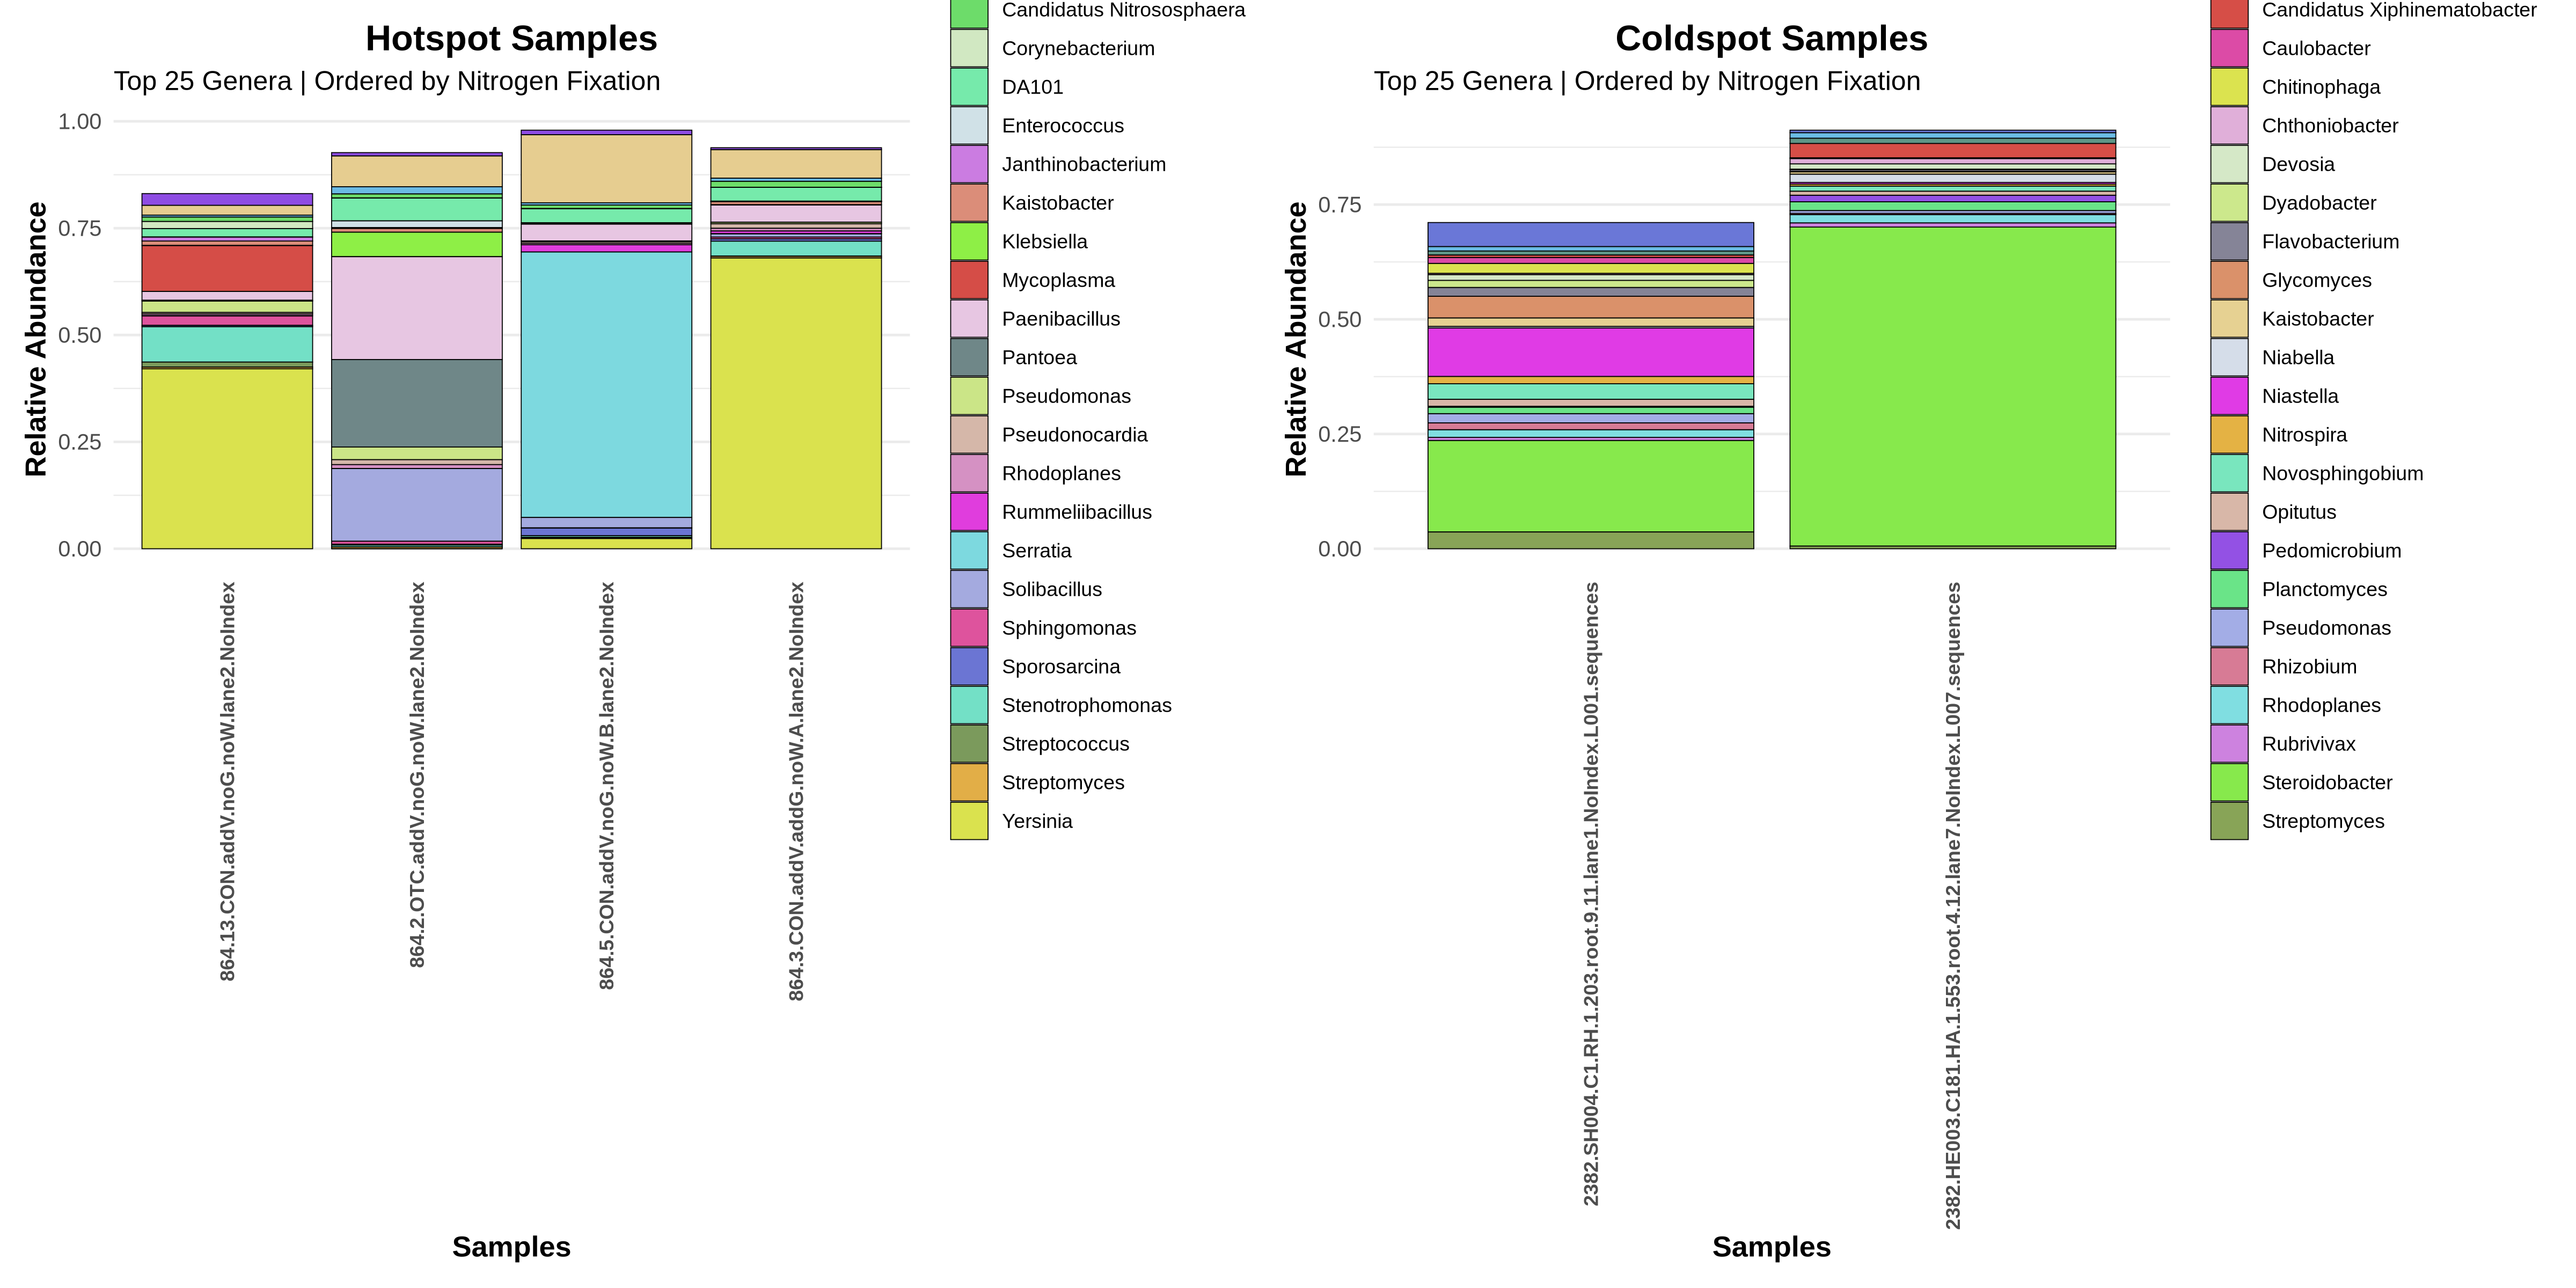 Hotspot Samples
Top 25 Genera | Ordered by Nitrogen Fixation
Relative Abundance
1.00
0.75
0.50
0.25
0.00
864.13.CON.addV.noG.noW.lane2.NoIndex
864.2.OTC.addV.noG.noW.lane2.NoIndex
864.5.CON.addV.noG.noW.B.lane2.NoIndex
864.3.CON.addV.addG.noW.A.lane2.NoIndex
Samples
Candidatus Nitrososphaera
Corynebacterium
DA101
Enterococcus
Janthinobacterium
Kaistobacter
Klebsiella
Mycoplasma
Paenibacillus
Pantoea
Pseudomonas
Pseudonocardia
Rhodoplanes
Rummeliibacillus
Serratia
Solibacillus
Sphingomonas
Sporosarcina
Stenotrophomonas
Streptococcus
Streptomyces
Yersinia
Coldspot Samples
Top 25 Genera | Ordered by Nitrogen Fixation
Relative Abundance
0.75
0.50
0.25
0.00
2382.SH004.C1.RH.1.203.root.9.11.lane1.NoIndex.L001.sequences
2382.HE003.C181.HA.1.553.root.4.12.lane7.NoIndex.L007.sequences
Samples
Candidatus Xiphinematobacter
Caulobacter
Chitinophaga
Chthoniobacter
Devosia
Dyadobacter
Flavobacterium
Glycomyces
Kaistobacter
Niabella
Niastella
Nitrospira
Novosphingobium
Opitutus
Pedomicrobium
Planctomyces
Pseudomonas
Rhizobium
Rhodoplanes
Rubrivivax
Steroidobacter
Streptomyces